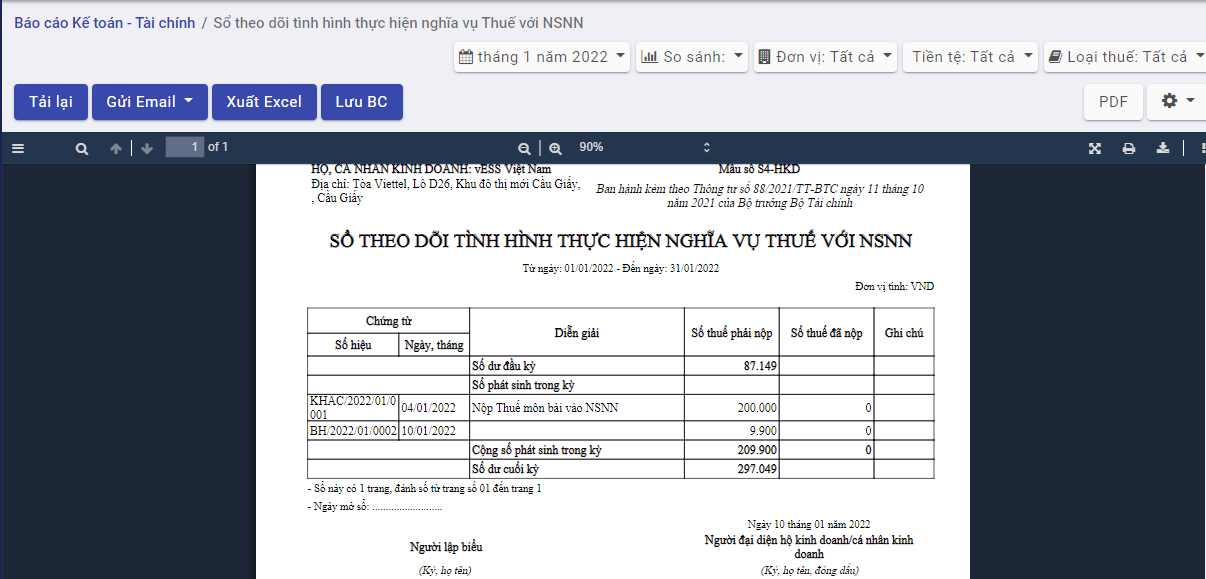 Báo cáo Kế toán - Tài chính / Sổ theo dõi tình hình thực hiện nghĩa vụ Thuế với NSNN
tháng 1 năm 2022 So sánh: Đơn vị: Tất cả Tiền tệ: Tất cả Loại thuế: Tất cả
Tải lại Gửi Email Xuất Excel Lưu BC PDF
1 of 1 90%
HỘ, CÁ NHÂN KINH DOANH: vESS Việt Nam
Địa chỉ: Tòa Viettel, Lô D26, Khu đô thị mới Cầu Giấy,
, Cầu Giấy
Mẫu số S4-HKD
Ban hành kèm theo Thông tư số 88/2021/TT-BTC ngày 11 tháng 10
năm 2021 của Bộ trưởng Bộ Tài chính
SỔ THEO DÕI TÌNH HÌNH THỰC HIỆN NGHĨA VỤ THUẾ VỚI NSNN
Từ ngày: 01/01/2022 - Đến ngày: 31/01/2022
Đơn vị tính: VND
Chứng từ Diễn giải Số thuế phải nộp Số thuế đã nộp Ghi chú
Số hiệu Ngày, tháng
Số dư đầu kỳ 87.149
Số phát sinh trong kỳ
KHAC/2022/01/0
001 04/01/2022 Nộp Thuế môn bài vào NSNN 200.000 0
BH/2022/01/0002 10/01/2022 9.900 0
Cộng số phát sinh trong kỳ 209.900 0
Số dư cuối kỳ 297.049
- Sổ này có 1 trang, đánh số từ trang số 01 đến trang 1
- Ngày mở sổ: ..........................
Ngày 10 tháng 01 năm 2022
Người lập biểu
(Ký, họ tên)
Người đại diện hộ kinh doanh/cá nhân kinh
doanh
(Ký, họ tên, đóng dấu)